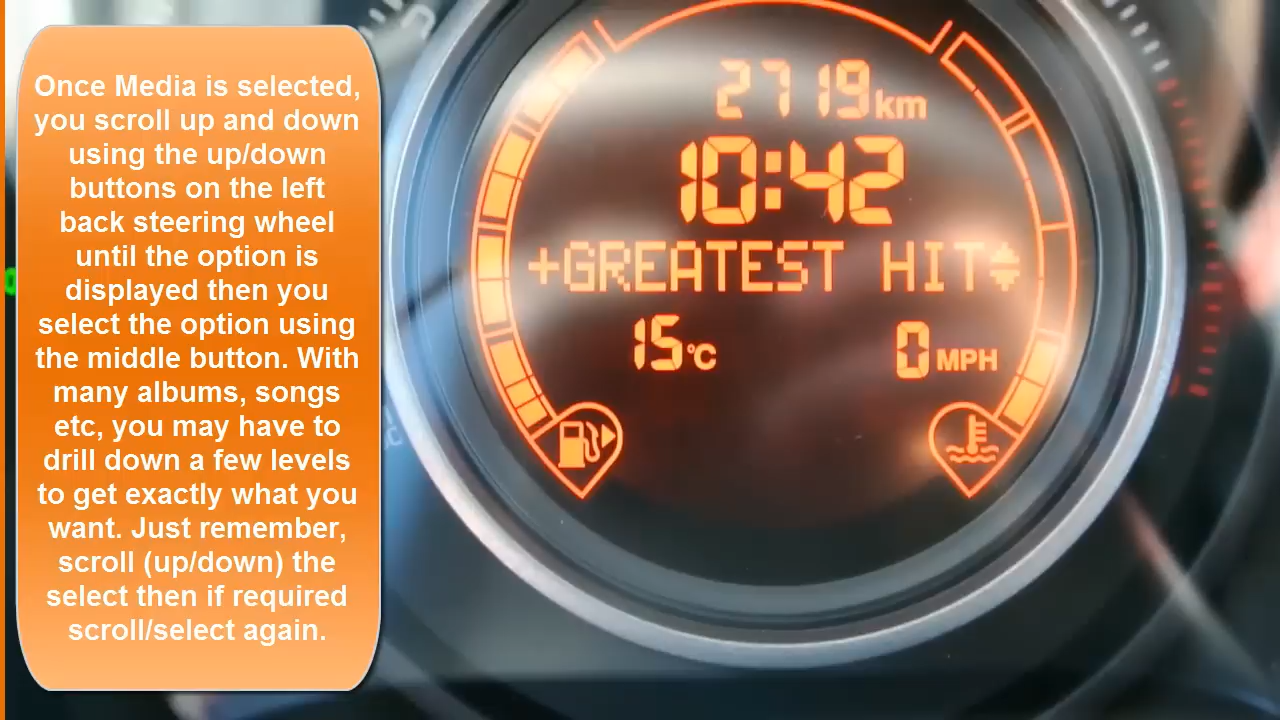 Once Media is selected,
you scroll up and down
using the up/down
buttons on the left
back steering wheel
until the option is
displayed then you
select the option using
the middle button. With
many albums, songs
etc, you may have to
drill down a few levels
to get exactly what you
want. Just remember,
scroll (up/down) the
select then if required
scroll/select again.
2719km
10:42
+GREATEST HIT
15°C
0 MPH